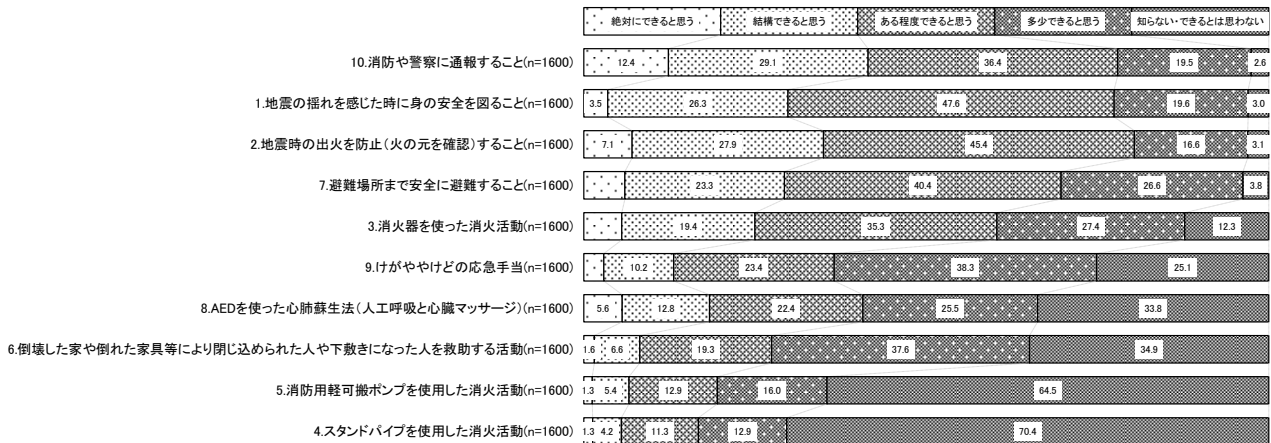 絶対にできると思う 結構できると思う ある程度できると思う 多少できると思う 知らない・できるとは思わない
10.消防や警察に通報すること(n=1600) 12.4 29.1 36.4 19.5 2.6
1.地震の揺れを感じた時に身の安全を図ること(n=1600) 3.5 26.3 47.6 19.6 3.0
2.地震時の出火を防止(火の元を確認)すること(n=1600) 7.1 27.9 45.4 16.6 3.1
7.避難場所まで安全に避難すること(n=1600) 23.3 40.4 26.6 3.8
3.消火器を使った消火活動(n=1600) 19.4 35.3 27.4 12.3
9.けがややけどの応急手当(n=1600) 10.2 23.4 38.3 25.1
8.AEDを使った心肺蘇生法(人工呼吸と心臓マッサージ)(n=1600) 5.6 12.8 22.4 25.5 33.8
6.倒壊した家や倒れた家具等により閉じ込められた人や下敷きになった人を救助する活動(n=1600) 1.6 6.6 19.3 37.6 34.9
5.消防用軽可搬ポンプを使用した消火活動(n=1600) 1.3 5.4 12.9 16.0 64.5
4.スタンドパイプを使用した消火活動(n=1600) 1.3 4.2 11.3 12.9 70.4